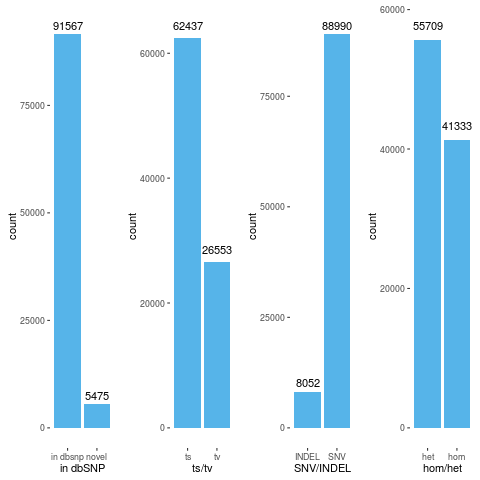 91567
5475
75000
50000
25000
0
count
in dbsnp novel
in dbSNP
62437
26553
60000
40000
20000
0
count
ts tv
ts/tv
88990
8052
75000
50000
25000
0
count
INDEL SNV
SNV/INDEL
60000
55709
41333
40000
20000
0
count
het hom
hom/het